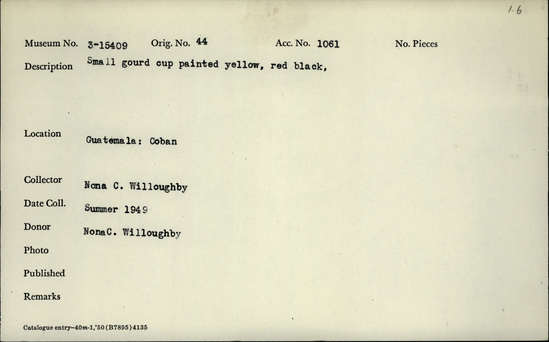 1.6
Museum No. 3-15409 Orig. No. 44 Acc. No. 1061 No. Pieces
Description Small gourd cup painted yellow, red black,
Location Guatemala: Coban
Collector Nona C. Willoughby
Date Coll. Summer 1949
Donor NonaC. Willoughby
Photo
Published
Remarks
Catalogue entry—40m-1,'50 (B7895) 4135